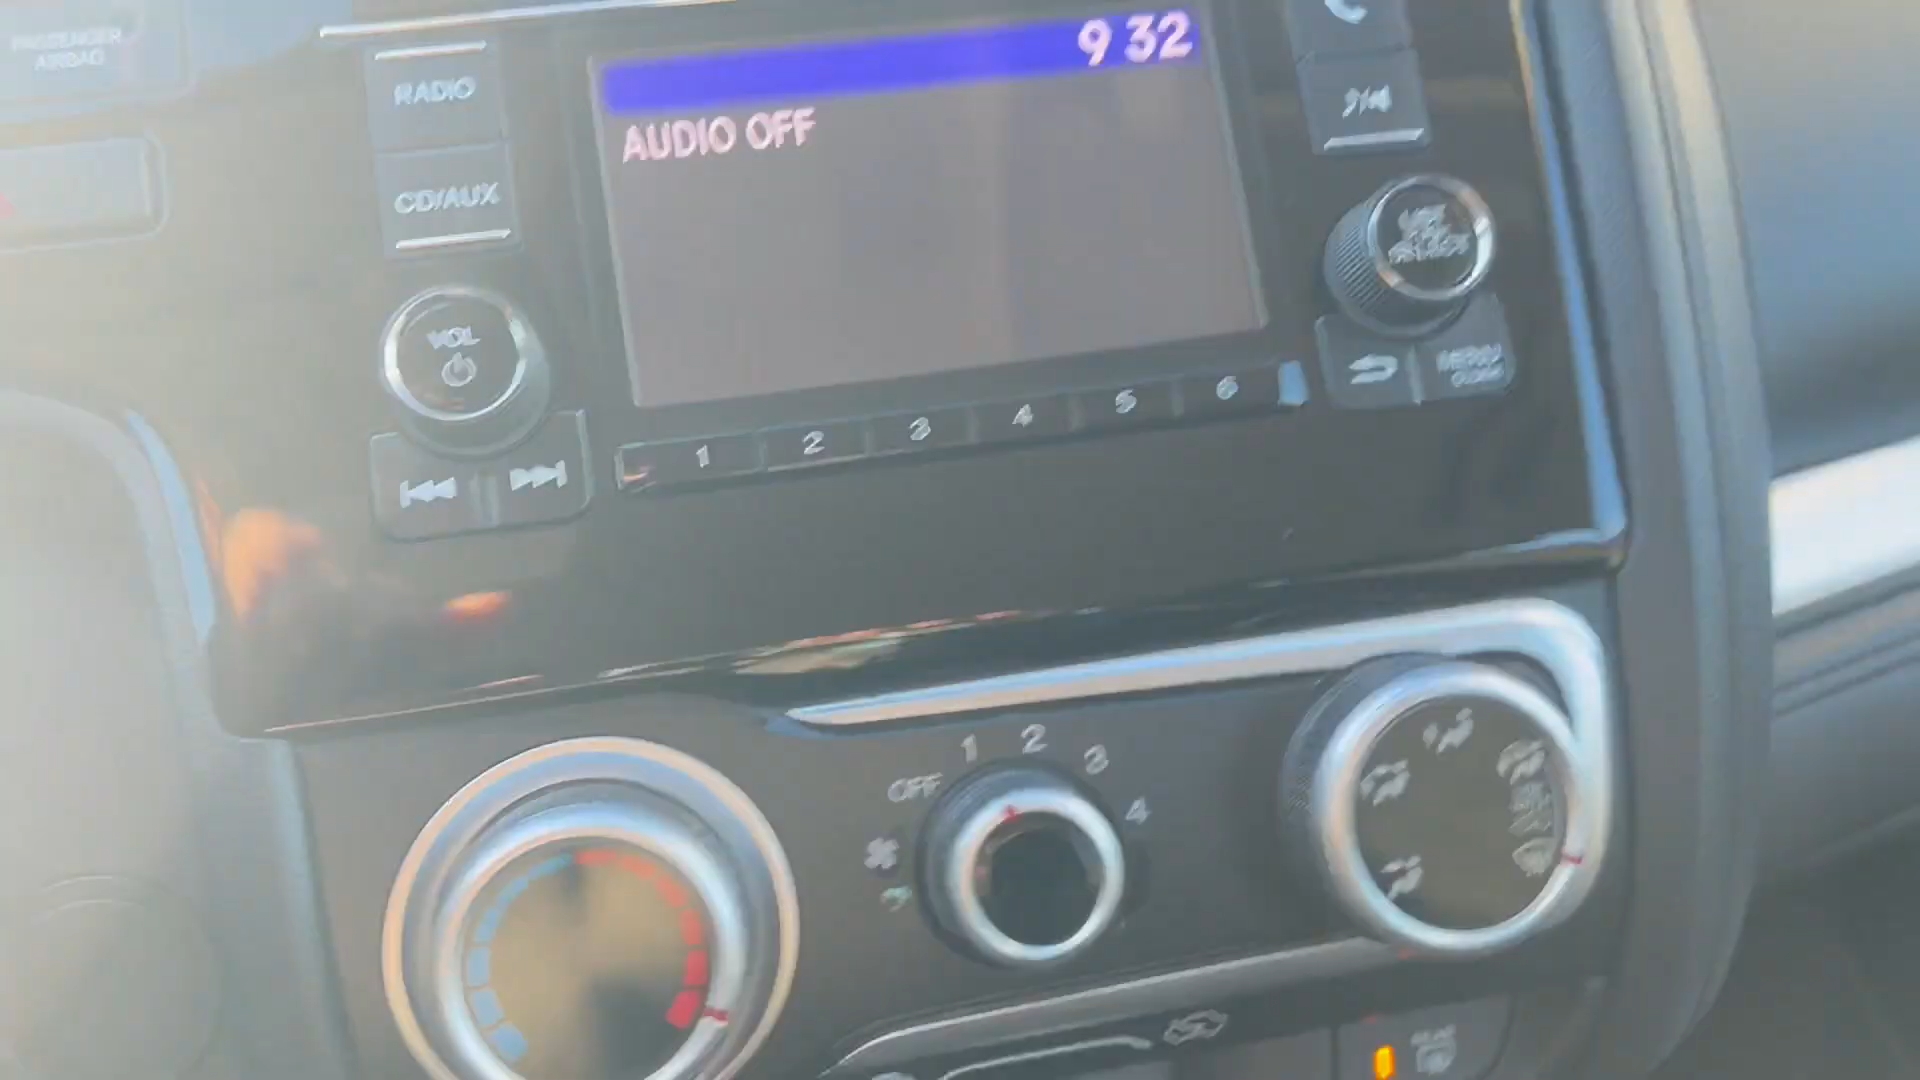 PASSENGER
AIRBAG
RADIO
9 32
AUDIO OFF
CD/AUX
VOL
1 2 3 4 5 6
MENU
1 2 3 4
OFF